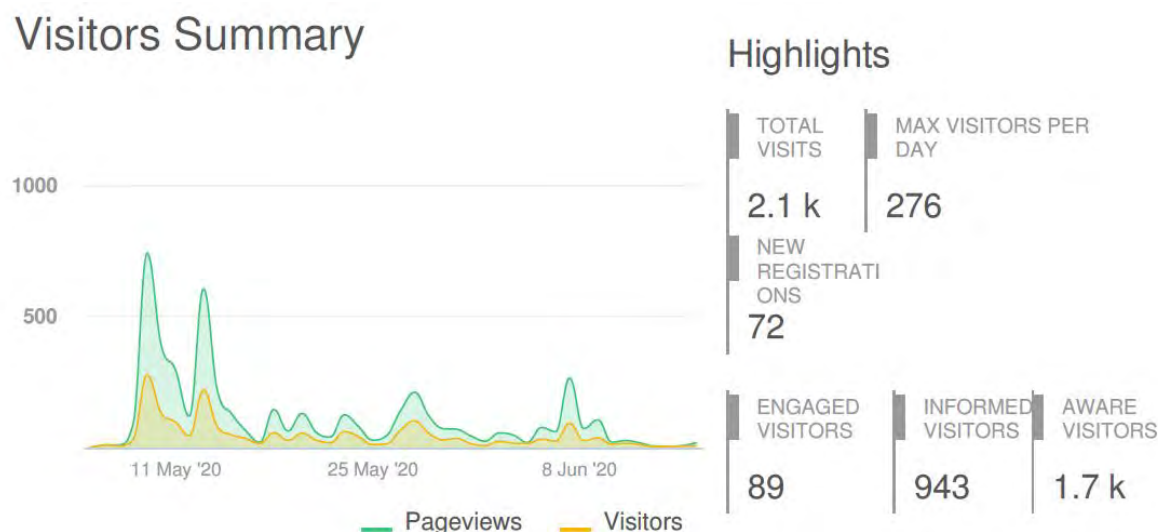 Visitors Summary
Highlights
TOTAL
VISITS
2.1 k
MAX VISITORS PER
DAY
276
NEW
REGISTRATI
ONS
72
1000
500
11 May '20
25 May '20
8 Jun '20
Pageviews
Visitors
ENGAGED
VISITORS
89
INFORMED
VISITORS
943
AWARE
VISITORS
1.7 k